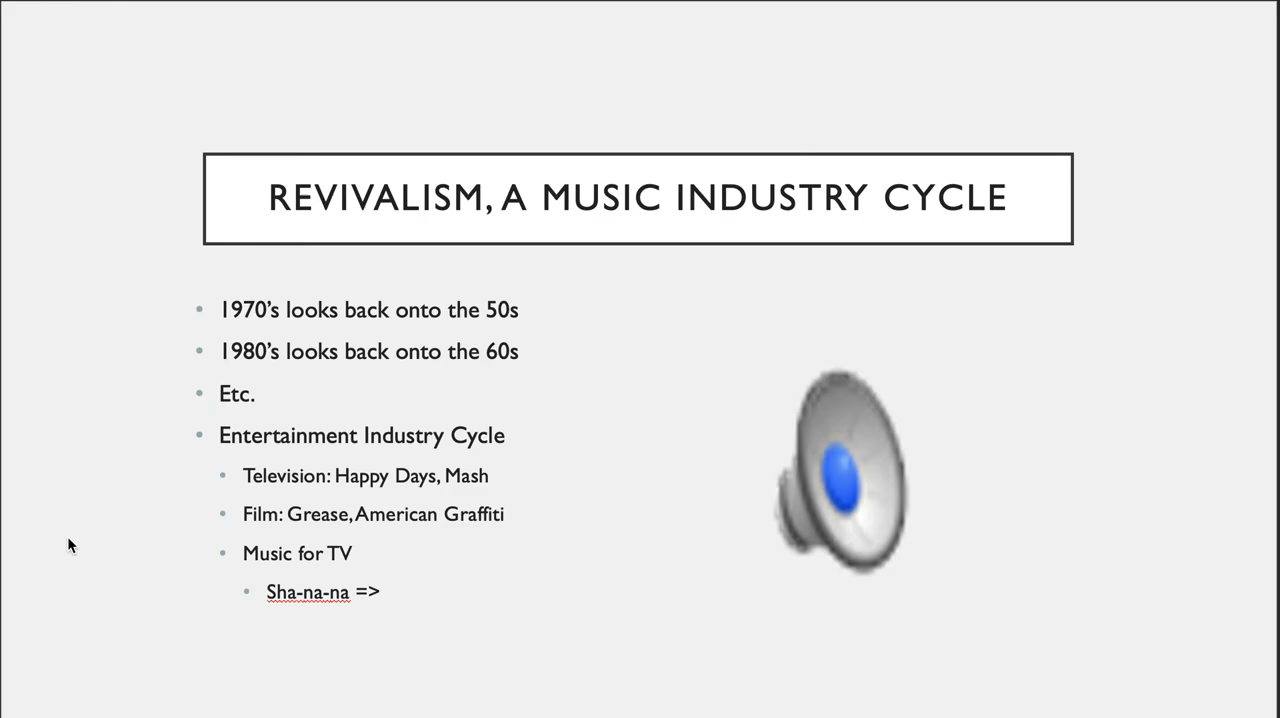 REVIVALISM, A MUSIC INDUSTRY CYCLE
• 1970’s looks back onto the 50s
• 1980’s looks back onto the 60s
• Etc.
• Entertainment Industry Cycle
• Television: Happy Days, Mash
• Film: Grease, American Graffiti
• Music for TV
• Sha-na-na =>